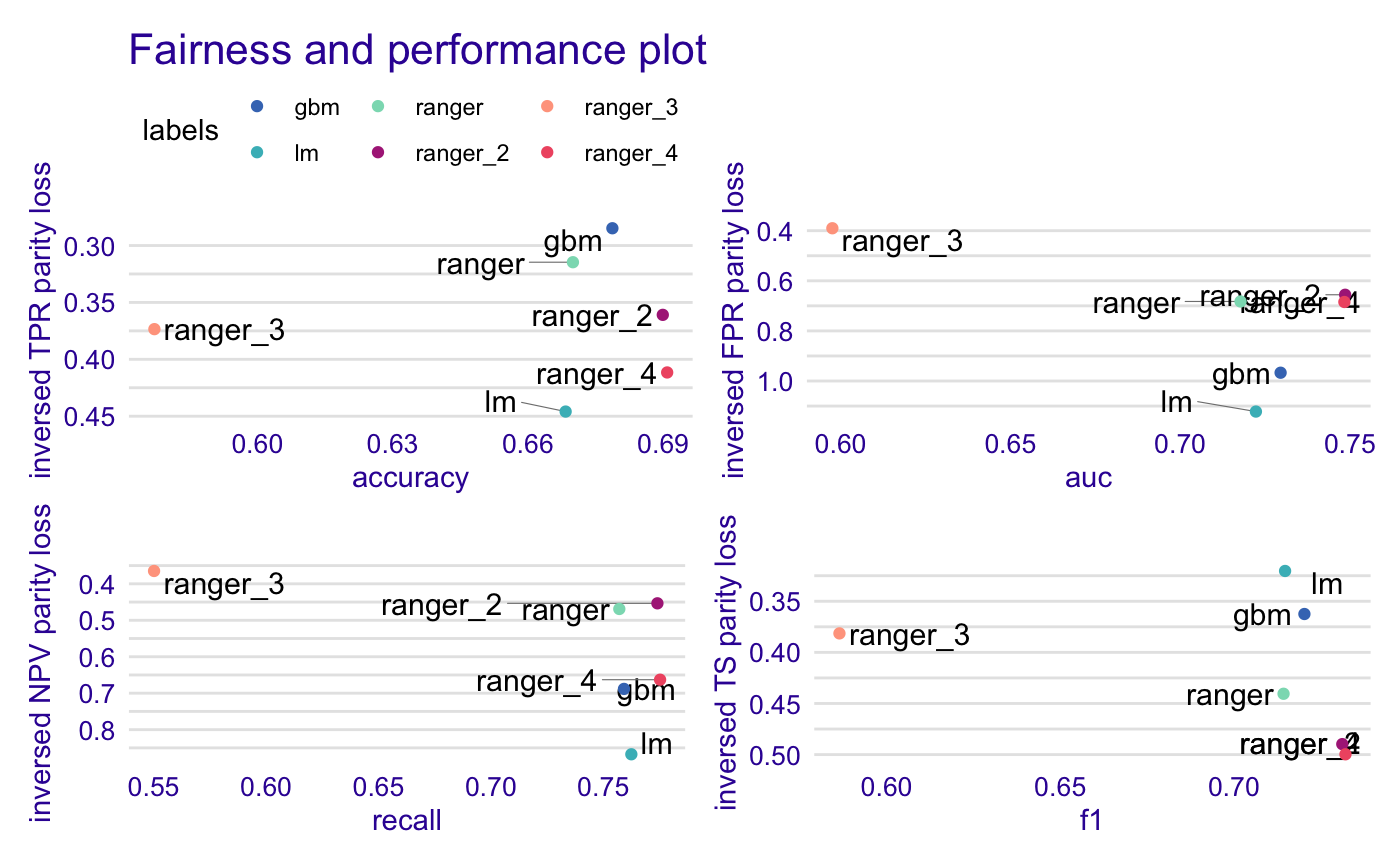 Fairness and performance plot
labels
gbm ranger ranger_3
lm ranger_2 ranger_4
inversed TPR parity loss
0.30
0.35
0.40
0.45
gbm
ranger
ranger_2
ranger_3
ranger_4
lm
0.60 0.63 0.66 0.69
accuracy
inversed FPR parity loss
0.4
0.6
0.8
1.0
ranger_3
ranger_2
ranger
ranger_4
gbm
lm
0.60 0.65 0.70 0.75
auc
inversed NPV parity loss
0.4
0.5
0.6
0.7
0.8
ranger_3
ranger_2
ranger
ranger_4
gbm
lm
0.55 0.60 0.65 0.70 0.75
recall
inversed TS parity loss
0.35
0.40
0.45
0.50
lm
gbm
ranger_3
ranger
ranger_2
ranger_4
0.60 0.65 0.70
f1